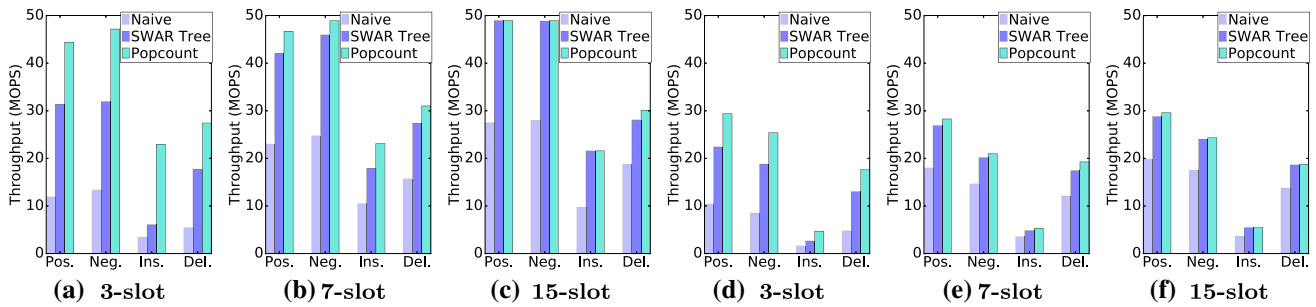 Throughput (MOPS)
50
40
30
20
10
0
Naive
SWAR Tree
Popcount
Pos. Neg. Ins. Del.
(a) 3-slot
Throughput (MOPS)
50
40
30
20
10
0
Naive
SWAR Tree
Popcount
Pos. Neg. Ins. Del.
(b) 7-slot
Throughput (MOPS)
50
40
30
20
10
0
Naive
SWAR Tree
Popcount
Pos. Neg. Ins. Del.
(c) 15-slot
Throughput (MOPS)
50
40
30
20
10
0
Naive
SWAR Tree
Popcount
Pos. Neg. Ins. Del.
(d) 3-slot
Throughput (MOPS)
50
40
30
20
10
0
Naive
SWAR Tree
Popcount
Pos. Neg. Ins. Del.
(e) 7-slot
Throughput (MOPS)
50
40
30
20
10
0
Naive
SWAR Tree
Popcount
Pos. Neg. Ins. Del.
(f) 15-slot